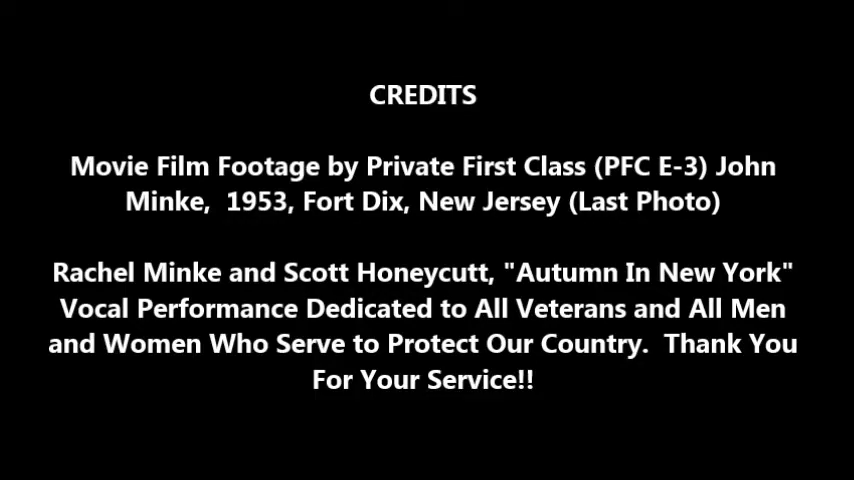 CREDITS
Movie Film Footage by Private First Class (PFC E-3) John
Minke,  1953, Fort Dix, New Jersey (Last Photo)
Rachel Minke and Scott Honeycutt, "Autumn In New York"
Vocal Performance Dedicated to All Veterans and All Men
and Women Who Serve to Protect Our Country.  Thank You
For Your Service!!